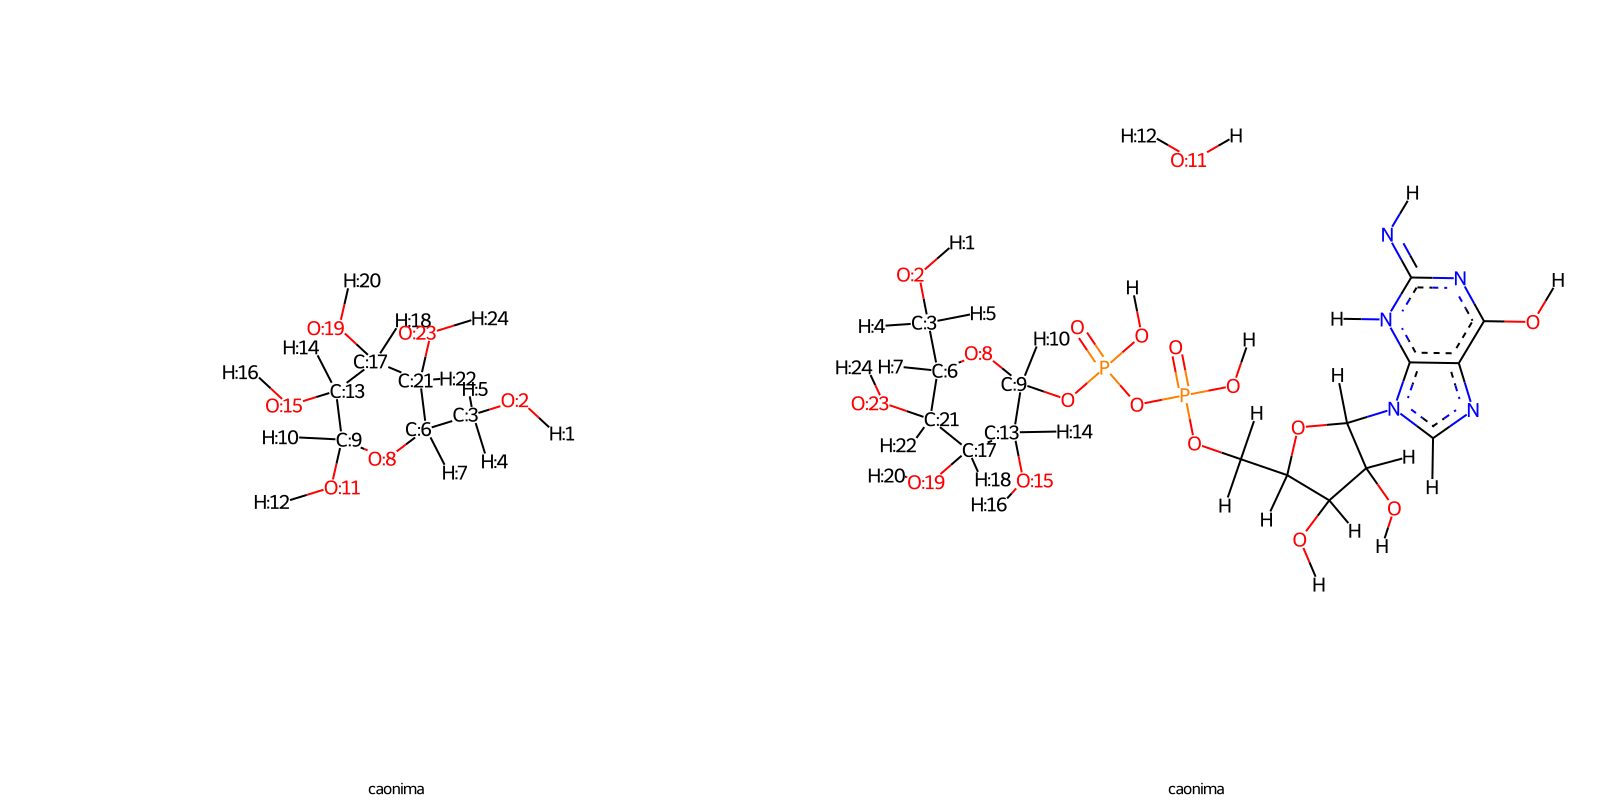 H:12 H
O:11
H
H:1 N
O:2 N H
H:20 H
H:18 H:24 H:4 C:3 H:5 O H N O
O:19 O:23 H:10 O H
H:14 C:17 H:24 H:7 C:6 O:8 P O
H:16 C:13 C:21 H:22 C:9 O P O H
O:15 H:5 O:2 O:23 C:21 O N N
H:10 C:9 C:6 C:3 H:1 H:22 C:13 H:14 O H O
O:8 H:4 H:20 C:17 H
H:7 O:19 H:18 O:15 H H
O:11 H:16 H O
H:12 H H
O H
H
caonima caonima